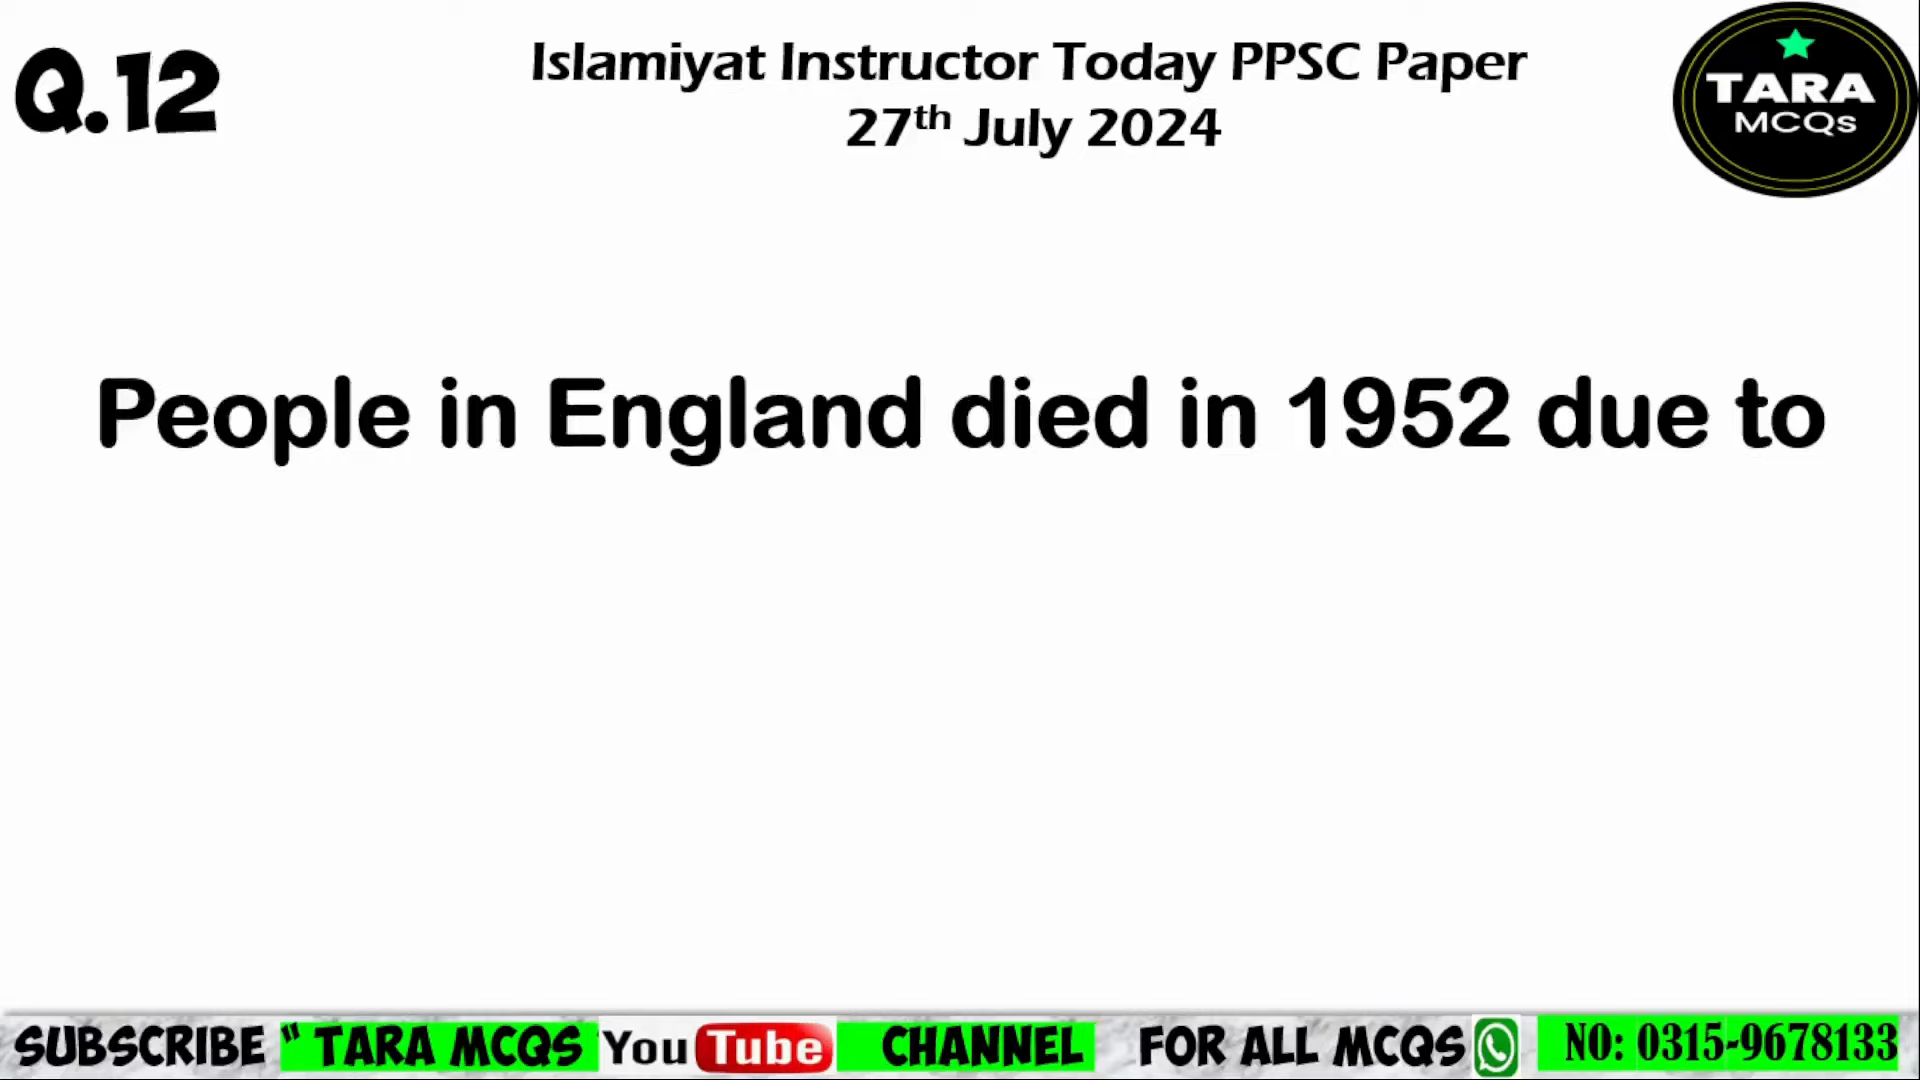 Q.12
Islamiyat Instructor Today PPSC Paper
27th July 2024
TARA
MCQs
People in England died in 1952 due to
SUBSCRIBE " TARA MCQS YouTube CHANNEL FOR ALL MCQS NO: 0315-9678133